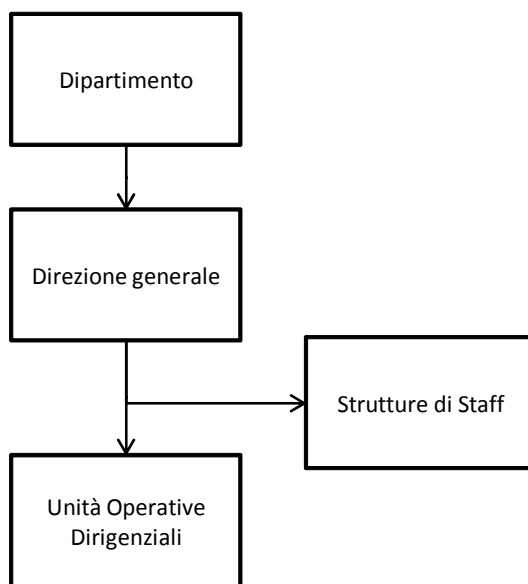 Dipartimento
Direzione generale
Strutture di Staff
Unità Operative
Dirigenziali